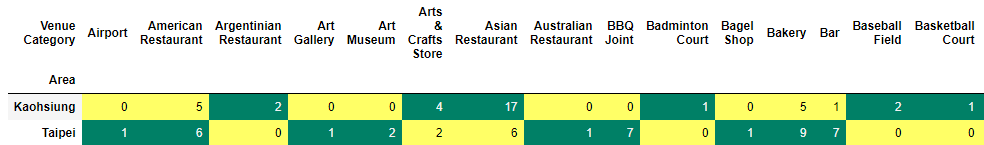 Venue Category Airport American Restaurant Argentinian Restaurant Art Gallery Art Museum Arts & Crafts Store Asian Restaurant Australian Restaurant BBQ Joint Badminton Court Bagel Shop Bakery Bar Baseball Field Basketball Court
Area
Kaohsiung 0 5 2 0 0 4 17 0 0 1 0 5 1 2 1
Taipei 1 6 0 1 2 2 6 1 7 0 1 9 7 0 0